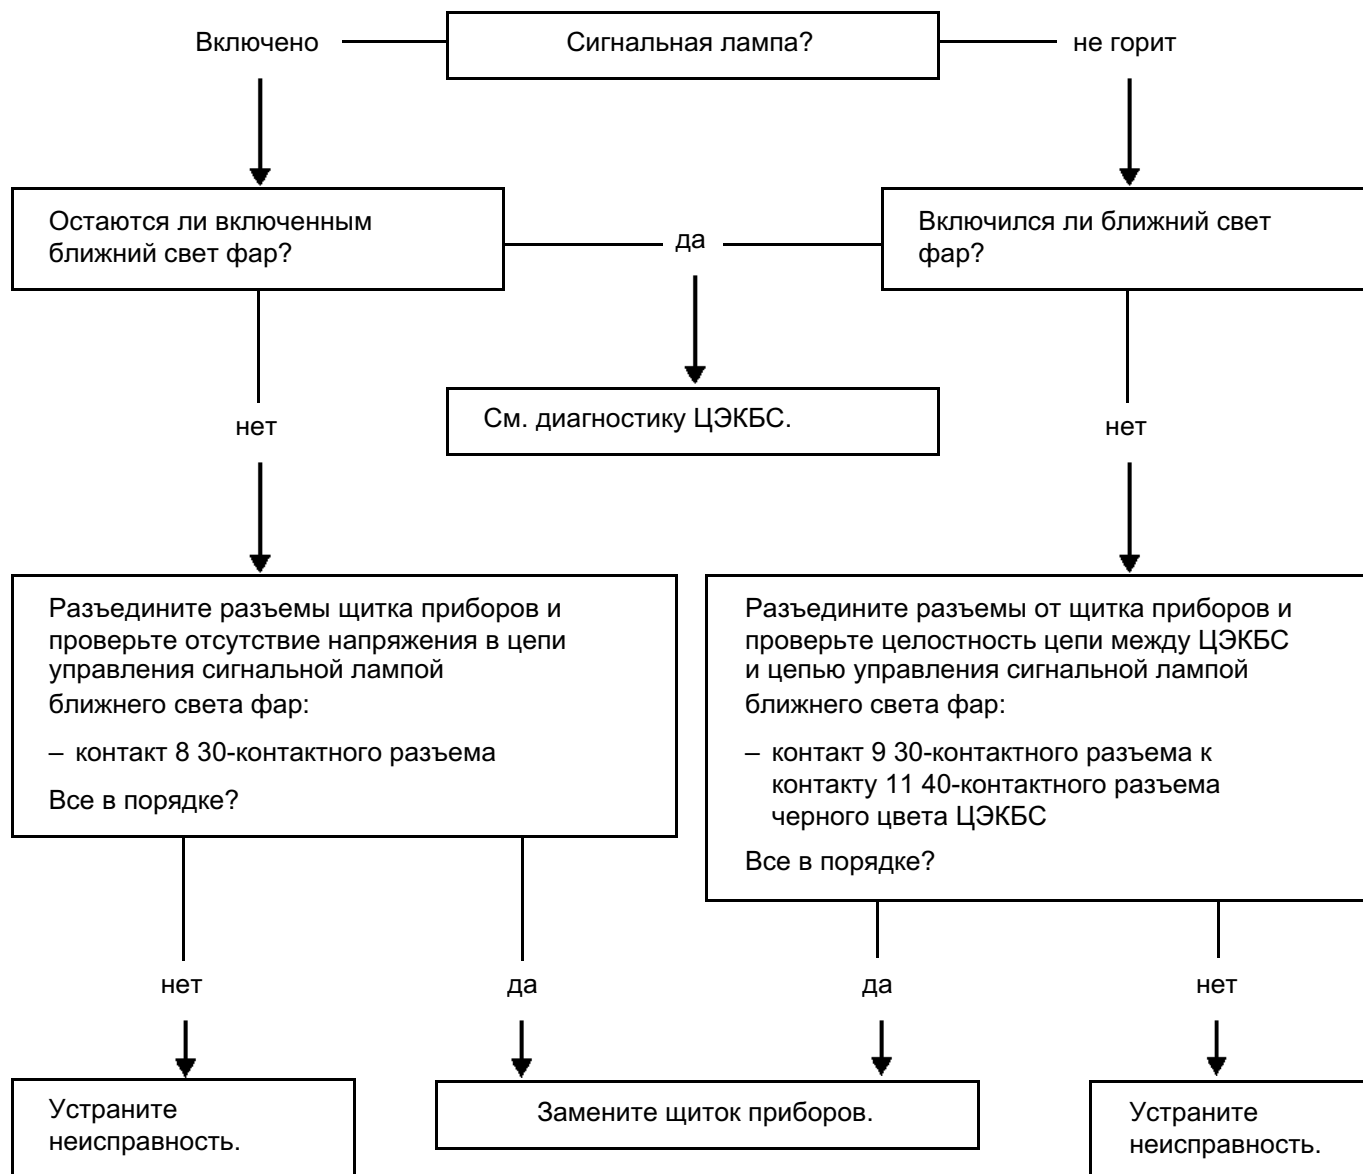 Включено
Сигнальная лампа?
не горит
Остаются ли включенным
ближний свет фар?
да
Включился ли ближний свет
фар?
нет
См. диагностику ЦЭКБС.
нет
Разъедините разъемы щитка приборов и
проверьте отсутствие напряжения в цепи
управления сигнальной лампой
ближнего света фар:
– контакт 8 30-контактного разъема
Все в порядке?
Разъедините разъемы от щитка приборов и
проверьте целостность цепи между ЦЭКБС
и цепью управления сигнальной лампой
ближнего света фар:
– контакт 9 30-контактного разъема к
контакту 11 40-контактного разъема
черного цвета ЦЭКБС
Все в порядке?
нет
да
да
нет
Устраните
неисправность.
Замените щиток приборов.
Устраните
неисправность.